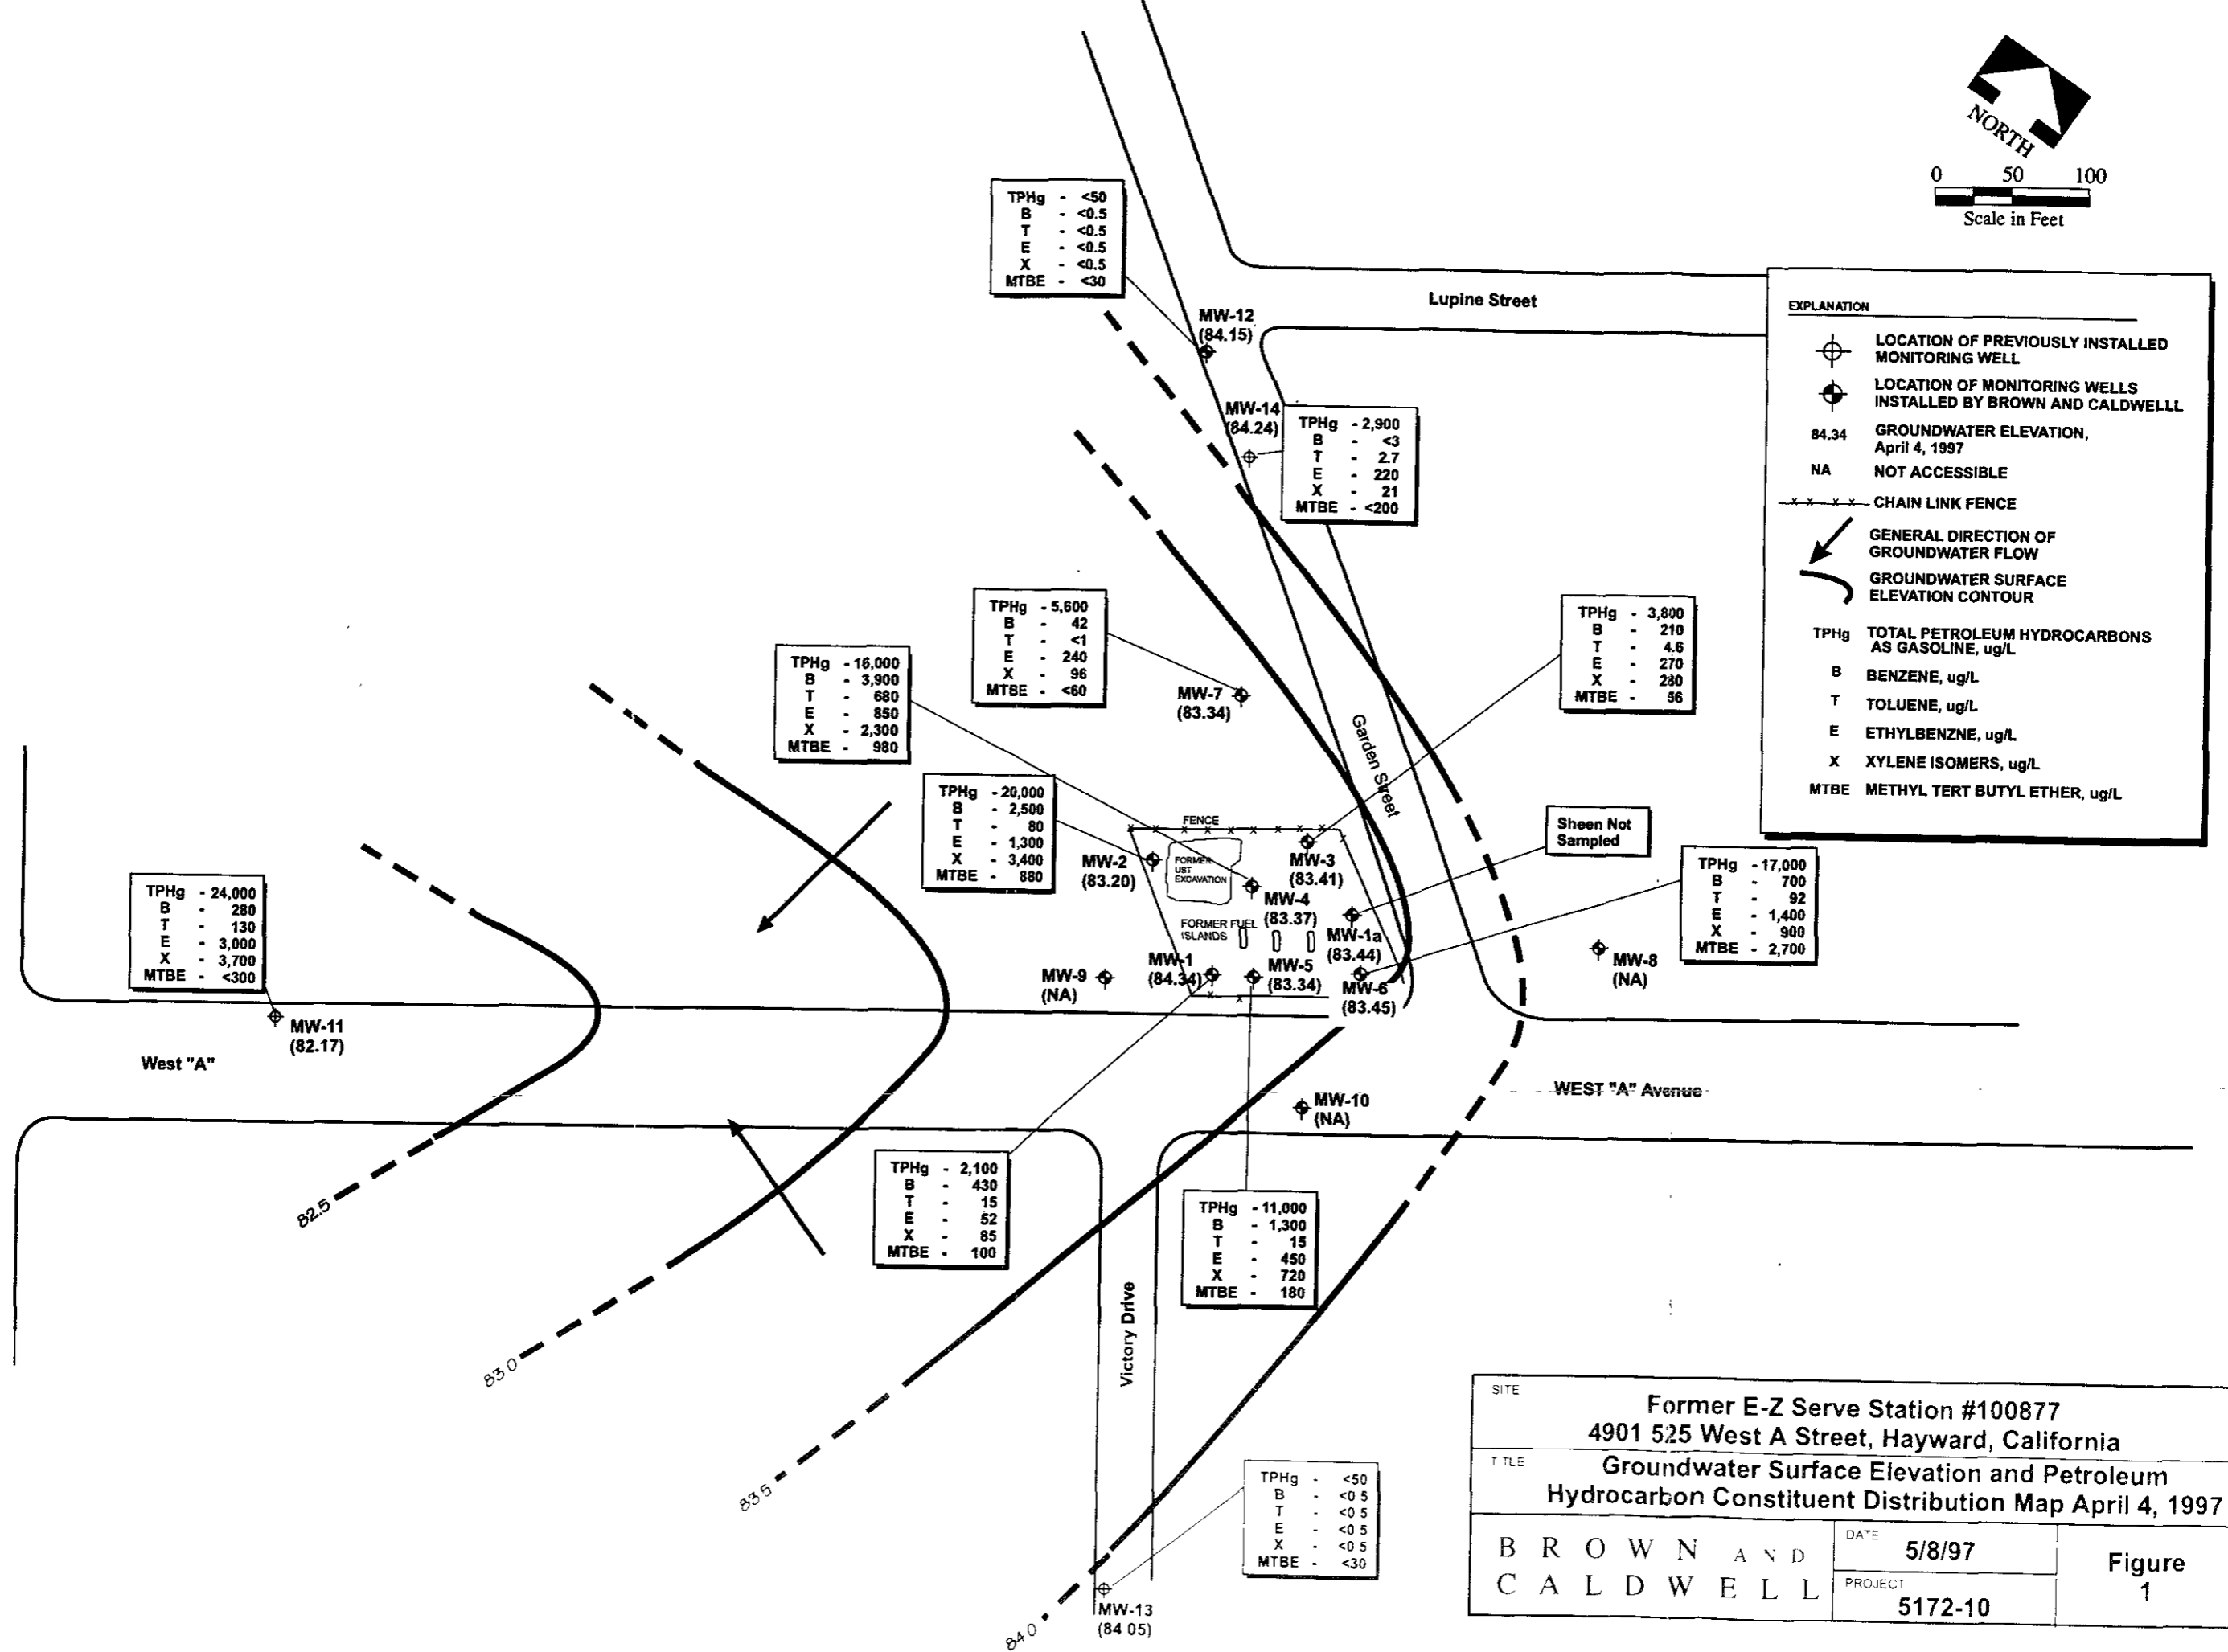 NORTH
0 50 100
Scale in Feet
TPHg - <50
B - <0.5
T - <0.5
E - <0.5
X - <0.5
MTBE - <30
MW-12
(84.15)
Lupine Street
MW-14
(84.24)
TPHg - 2,900
B - <3
T - 2.7
E - 220
X - 21
MTBE - <200
EXPLANATION
LOCATION OF PREVIOUSLY INSTALLED
MONITORING WELL
LOCATION OF MONITORING WELLS
INSTALLED BY BROWN AND CALDWELLL
84.34 GROUNDWATER ELEVATION,
April 4, 1997
NA NOT ACCESSIBLE
x x x x CHAIN LINK FENCE
GENERAL DIRECTION OF
GROUNDWATER FLOW
GROUNDWATER SURFACE
ELEVATION CONTOUR
TPHg TOTAL PETROLEUM HYDROCARBONS
AS GASOLINE, ug/L
B BENZENE, ug/L
T TOLUENE, ug/L
E ETHYLBENZNE, ug/L
X XYLENE ISOMERS, ug/L
MTBE METHYL TERT BUTYL ETHER, ug/L
TPHg - 5,600
B - 42
T - <1
E - 240
X - 96
MTBE - <60
MW-7
(83.34)
TPHg - 3,800
B - 210
T - 4.6
E - 270
X - 280
MTBE - 56
TPHg - 16,000
B - 3,900
T - 680
E - 850
X - 2,300
MTBE - 980
Garden Street
TPHg - 20,000
B - 2,500
T - 80
E - 1,300
X - 3,400
MTBE - 880
FENCE
MW-2
(83.20)
FORMER
UST
EXCAVATION
MW-3
(83.41)
MW-4
(83.37)
FORMER FUEL
ISLANDS
MW-1a
(83.44)
Sheen Not
Sampled
TPHg - 17,000
B - 700
T - 92
E - 1,400
X - 900
MTBE - 2,700
MW-8
(NA)
MW-9
(NA)
MW-1
(84.34)
MW-5
(83.34)
MW-6
(83.45)
TPHg - 24,000
B - 280
T - 130
E - 3,000
X - 3,700
MTBE - <300
MW-11
(82.17)
West "A"
WEST "A" Avenue
MW-10
(NA)
TPHg - 2,100
B - 430
T - 15
E - 52
X - 85
MTBE - 100
TPHg - 11,000
B - 1,300
T - 15
E - 450
X - 720
MTBE - 180
82.5
83 0
83 5
84 0
Victory Drive
TPHg - <50
B - <0 5
T - <0 5
E - <0 5
X - <0 5
MTBE - <30
MW-13
(84 05)
SITE
Former E-Z Serve Station #100877
4901 525 West A Street, Hayward, California
T TLE
Groundwater Surface Elevation and Petroleum
Hydrocarbon Constituent Distribution Map April 4, 1997
BROWN AND
CALDWELL
DATE
5/8/97
PROJECT
5172-10
Figure
1